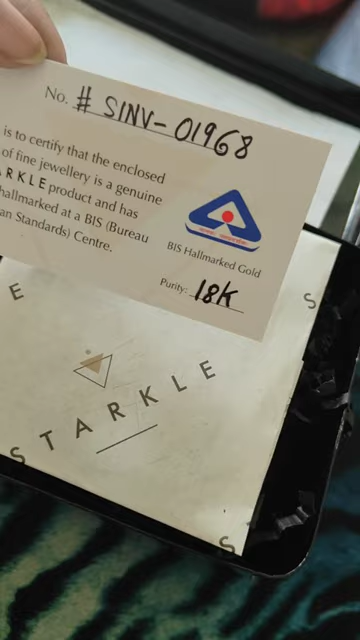 No. # SINV-01968
is to certify that the enclosed
of fine jewellery is a genuine
ARKLE product and has
hallmarked at a BIS (Bureau
an Standards) Centre.
BIS Hallmarked Gold
Purity: 18K
E
S
STARKLE
S